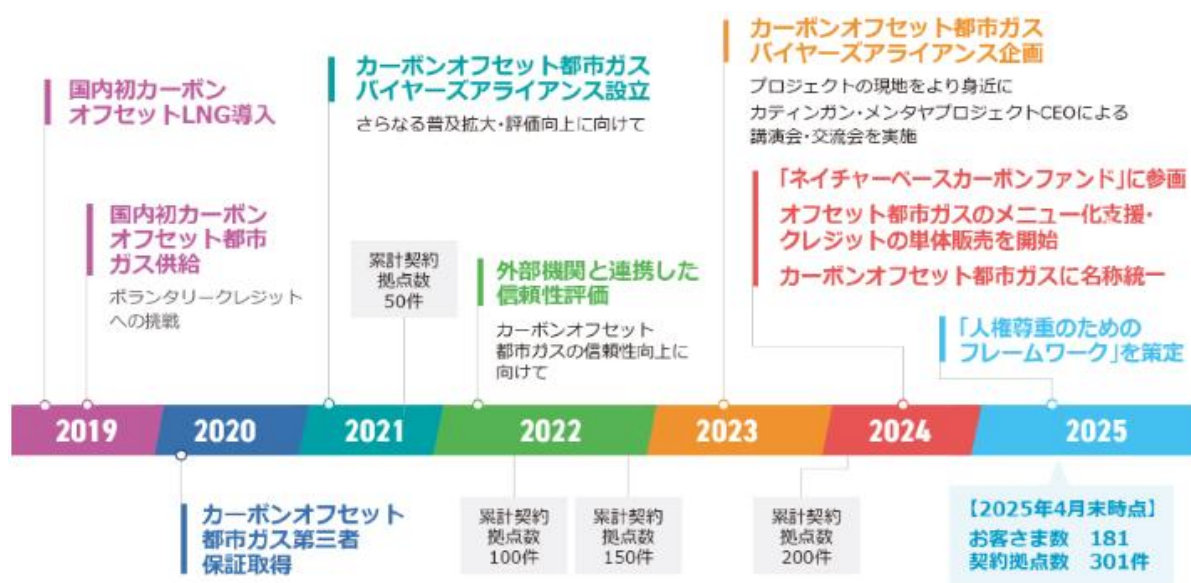 国内初カーボン
オフセットLNG導入
国内初カーボン
オフセット都市
ガス供給
ボランタリークレジット
への挑戦
カーボンオフセット都市ガス
バイヤーズアライアンス設立
さらなる普及拡大・評価向上に向けて
累計契約
拠点数
50件
外部機関と連携した
信頼性評価
カーボンオフセット
都市ガスの信頼性向上に
向けて
カーボンオフセット都市ガス
バイヤーズアライアンス企画
プロジェクトの現地をより身近に
カティンガン・メンタヤプロジェクトCEOによる
講演会・交流会を実施
「ネイチャーベースカーボンファンド」に参画
オフセット都市ガスのメニュー化支援・
クレジットの単体販売を開始
カーボンオフセット都市ガスに名称統一
「人権尊重のための
フレームワーク」を策定
2019
2020
2021
2022
2023
2024
2025
カーボンオフセット
都市ガス第三者
保証取得
累計契約
拠点数
100件
累計契約
拠点数
150件
累計契約
拠点数
200件
【2025年4月末時点】
お客さま数 181
契約拠点数 301件